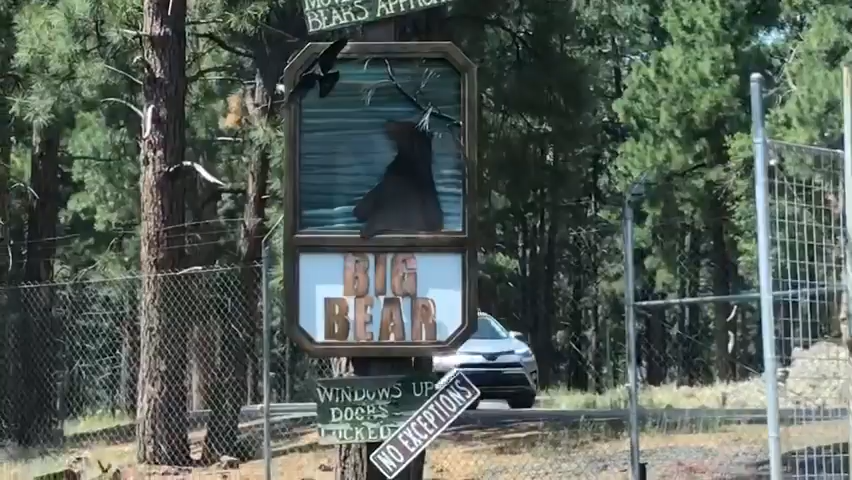 BEARS APPRO
BIG
BEAR
WINDOWS UP
DOORS
LOCKED
NO EXCEPTIONS